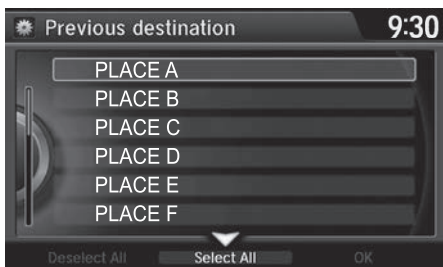 Previous destination 9:30
PLACE A
PLACE B
PLACE C
PLACE D
PLACE E
PLACE F
Deselect All Select All OK